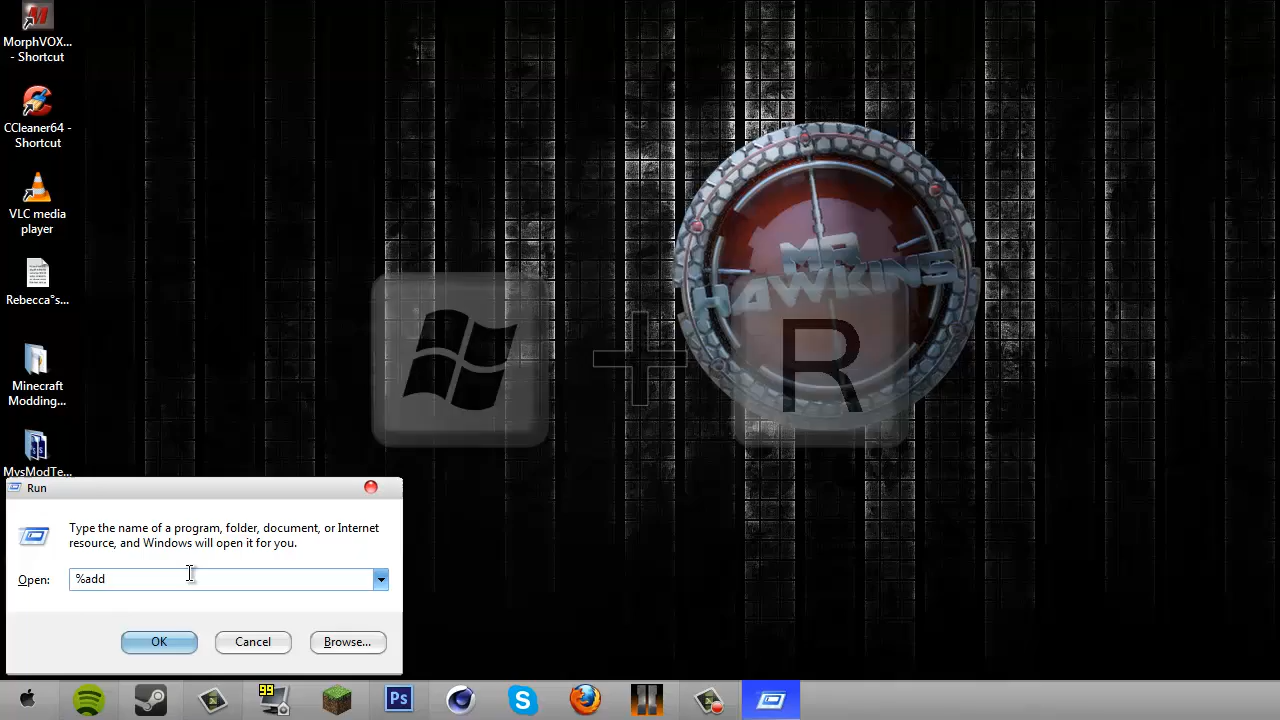 MorphVOX...
- Shortcut
CCleaner64 -
Shortcut
VLC media
player
Rebecca°s...
Minecraft
Modding...
MysModTe...
MR
HAWKINS
R
Run
Type the name of a program, folder, document, or Internet
resource, and Windows will open it for you.
Open:
%add
OK
Cancel
Browse...
99
Ps